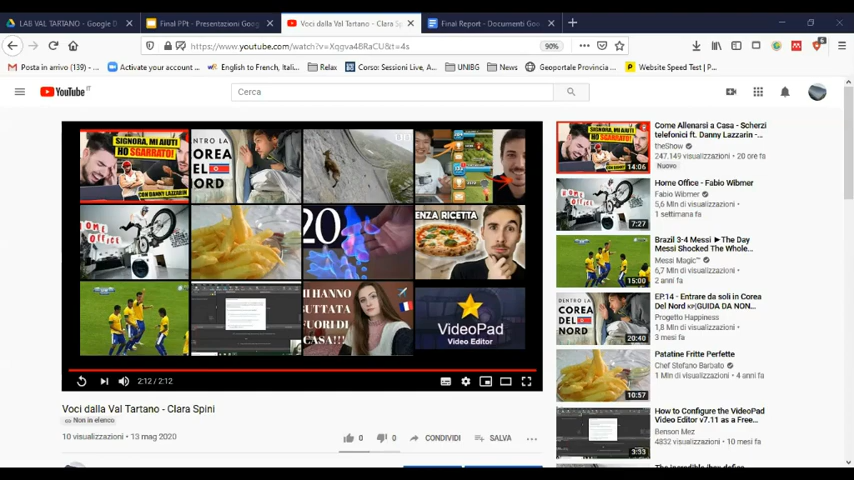 LAB VAL TARTANO - Google D
Final PPt - Presentazioni Goog
Voci dalla Val Tartano - Clara Sp
Final Report - Documenti Goo
https://www.youtube.com/watch?v=Xqgva48RaCU&t=4s
90%
Posta in arrivo (139) -...
Activate your account ...
English to French, Itali...
Relax
Corso: Sessioni Live, A...
UNIBG
News
Geoportale Provincia ...
Website Speed Test | P...
YouTube IT
Cerca
SIGNORA, MI AIUTI
HO SGARRATO!
CON DANNY LAZZARIN
DENTRO LA
COREA
DEL
NORD
HOME
OFFICE
20
SENZA RICETTA
MI HANNO
BUTTATA
FUORI DI
CASA!!!
VideoPad
Video Editor
2:12 / 2:12
Voci dalla Val Tartano - Clara Spini
Non in elenco
10 visualizzazioni • 13 mag 2020
0
0
CONDIVIDI
SALVA
14:06
Come Allenarsi a Casa - Scherzi
telefonici ft. Danny Lazzarin -...
theShow
247.149 visualizzazioni • 20 ore fa
Nuovo
HOME
OFFICE
7:27
Home Office - Fabio Wibmer
Fabio Wibmer
5,6 Mln di visualizzazioni •
1 settimana fa
15:00
Brazil 3-4 Messi ►The Day
Messi Shocked The Whole...
Messi Magic™
6,7 Mln di visualizzazioni •
2 anni fa
DENTRO LA
COREA
DEL
NORD
20:40
EP.14 - Entrare da soli in Corea
Del Nord (GUIDA DA NON...
Progetto Happiness
1,8 Mln di visualizzazioni •
3 mesi fa
10:57
Patatine Fritte Perfette
Chef Stefano Barbato
1 Mln di visualizzazioni • 4 anni fa
3:33
How to Configure the VideoPad
Video Editor v7.11 as a Free...
Benson Mez
4832 visualizzazioni • 10 mesi fa